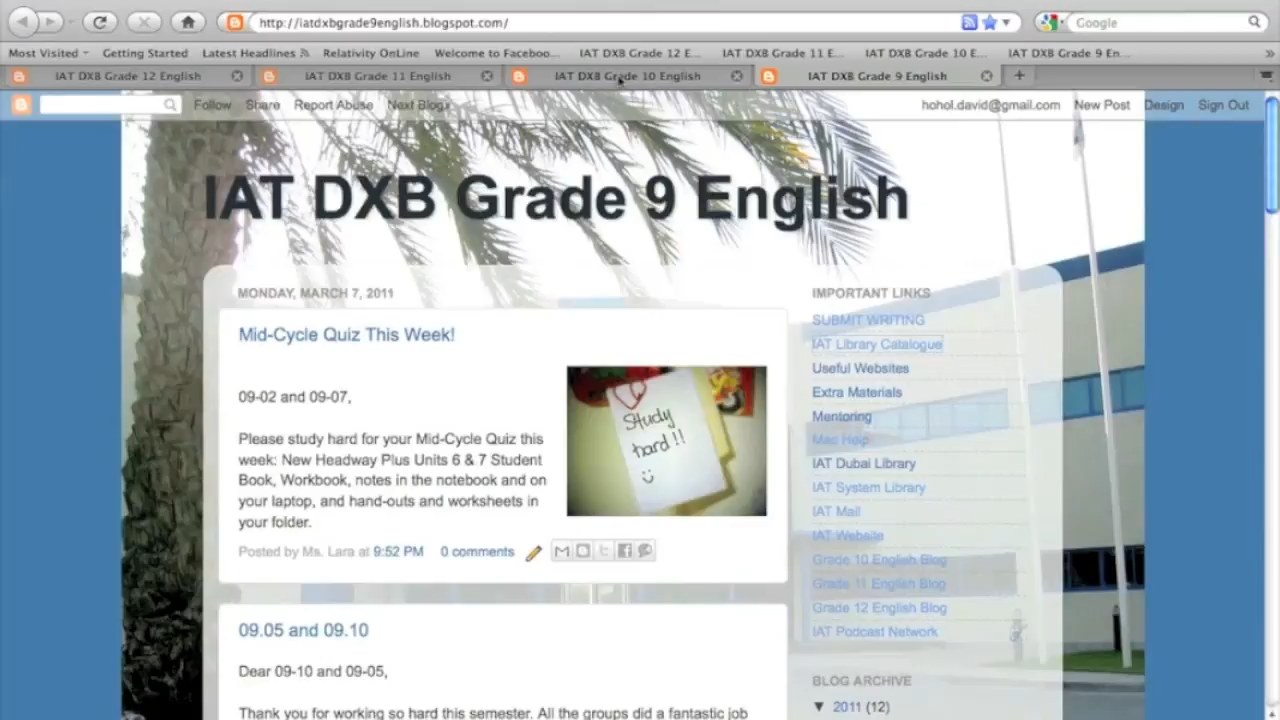 http://iatdxbgrade9english.blogspot.com/
Google
Most Visited
Getting Started
Latest Headlines
Relativity OnLine
Welcome to Faceboo...
IAT DXB Grade 12 E...
IAT DXB Grade 11 E...
IAT DXB Grade 10 E...
IAT DXB Grade 9 En...
IAT DXB Grade 12 English
IAT DXB Grade 11 English
IAT DXB Grade 10 English
IAT DXB Grade 9 English
Follow
Share
Report Abuse
Next Blog»
hohol.david@gmail.com
New Post
Design
Sign Out
IAT DXB Grade 9 English
MONDAY, MARCH 7, 2011
Mid-Cycle Quiz This Week!
09-02 and 09-07,
Please study hard for your Mid-Cycle Quiz this
week: New Headway Plus Units 6 & 7 Student
Book, Workbook, notes in the notebook and on
your laptop, and hand-outs and worksheets in
your folder.
Study
hard!!
Posted by Ms. Lara at 9:52 PM 0 comments
09.05 and 09.10
Dear 09-10 and 09-05,
Thank you for working so hard this semester. All the groups did a fantastic job
IMPORTANT LINKS
SUBMIT WRITING
IAT Library Catalogue
Useful Websites
Extra Materials
Mentoring
Mac Help
IAT Dubai Library
IAT System Library
IAT Mail
IAT Website
Grade 10 English Blog
Grade 11 English Blog
Grade 12 English Blog
IAT Podcast Network
BLOG ARCHIVE
▼ 2011 (12)